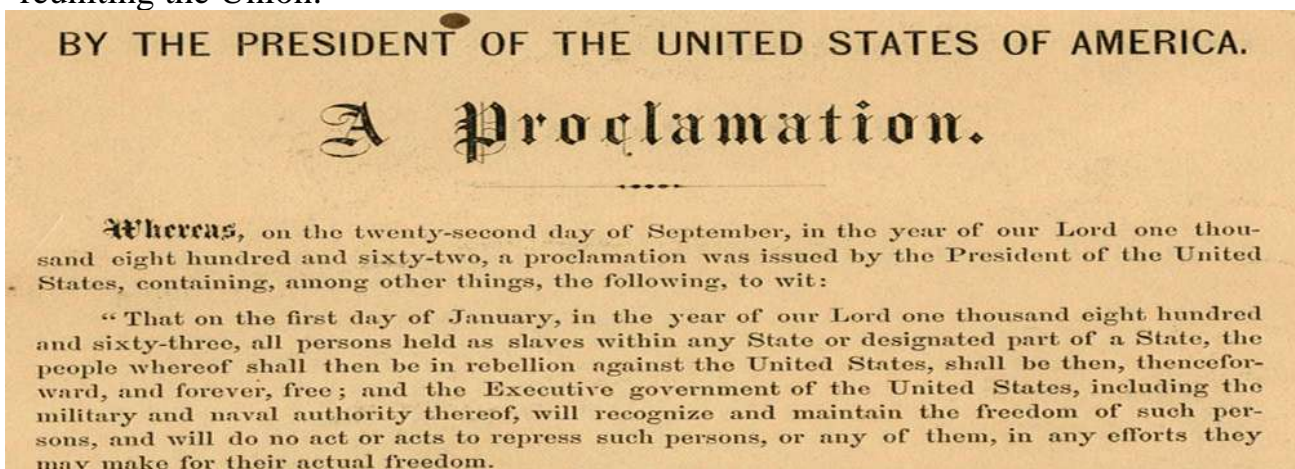 reuniting the Union.
BY THE PRESIDENT OF THE UNITED STATES OF AMERICA.
A Proclamation.
Whereas, on the twenty-second day of September, in the year of our Lord one thou-
sand eight hundred and sixty-two, a proclamation was issued by the President of the United
States, containing, among other things, the following, to wit:
“ That on the first day of January, in the year of our Lord one thousand eight hundred
and sixty-three, all persons held as slaves within any State or designated part of a State, the
people whereof shall then be in rebellion against the United States, shall be then, thencefor-
ward, and forever, free; and the Executive government of the United States, including the
military and naval authority thereof, will recognize and maintain the freedom of such per-
sons, and will do no act or acts to repress such persons, or any of them, in any efforts they
may make for their actual freedom.